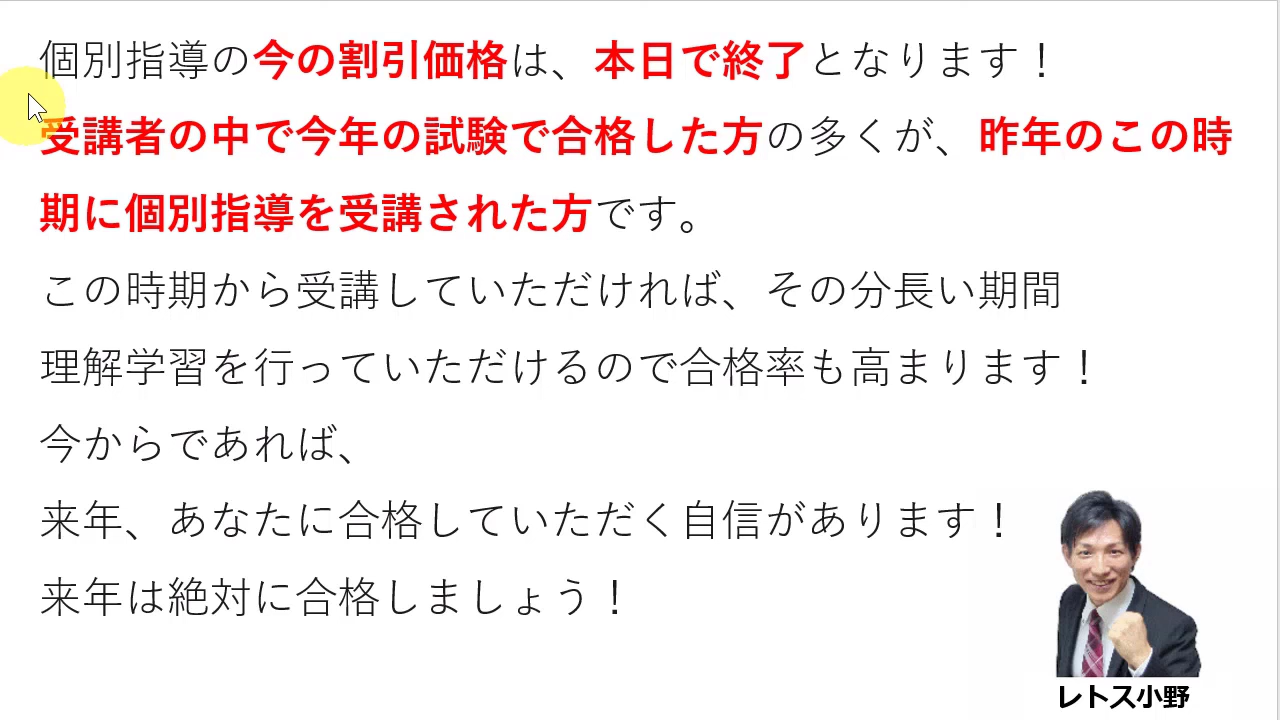 個別指導の今の割引価格は、本日で終了となります！
受講者の中で今年の試験で合格した方の多くが、昨年のこの時
期に個別指導を受講された方です。
この時期から受講していただければ、その分長い期間
理解学習を行っていただけるので合格率も高まります！
今からであれば、
来年、あなたに合格していただく自信があります！
来年は絶対に合格しましょう！
レトス小野